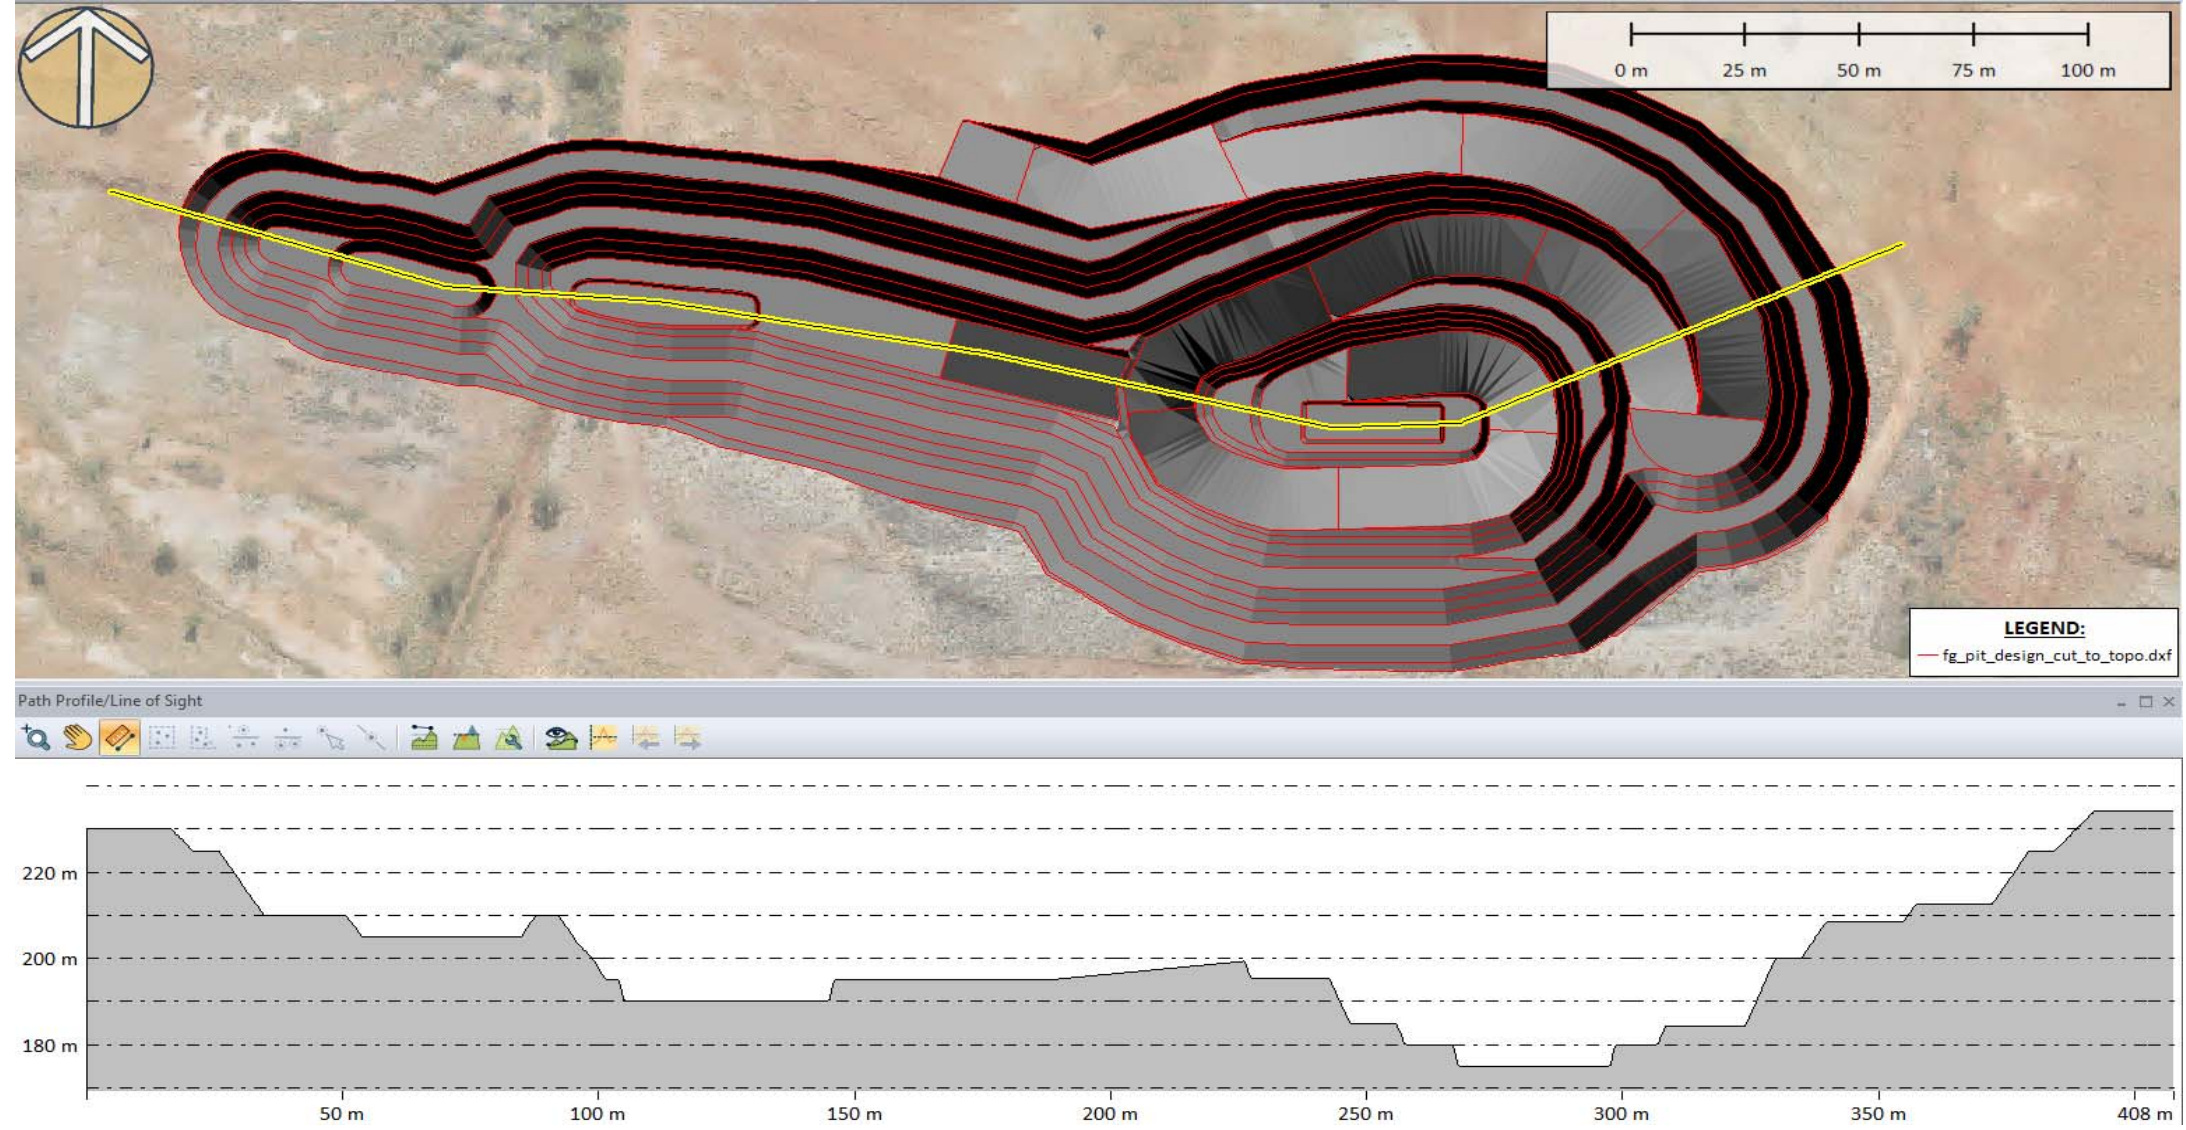 0 m 25 m 50 m 75 m 100 m
LEGEND:
fg_pit_design_cut_to_topo.dxf
Path Profile/Line of Sight
220 m
200 m
180 m
50 m 100 m 150 m 200 m 250 m 300 m 350 m 408 m